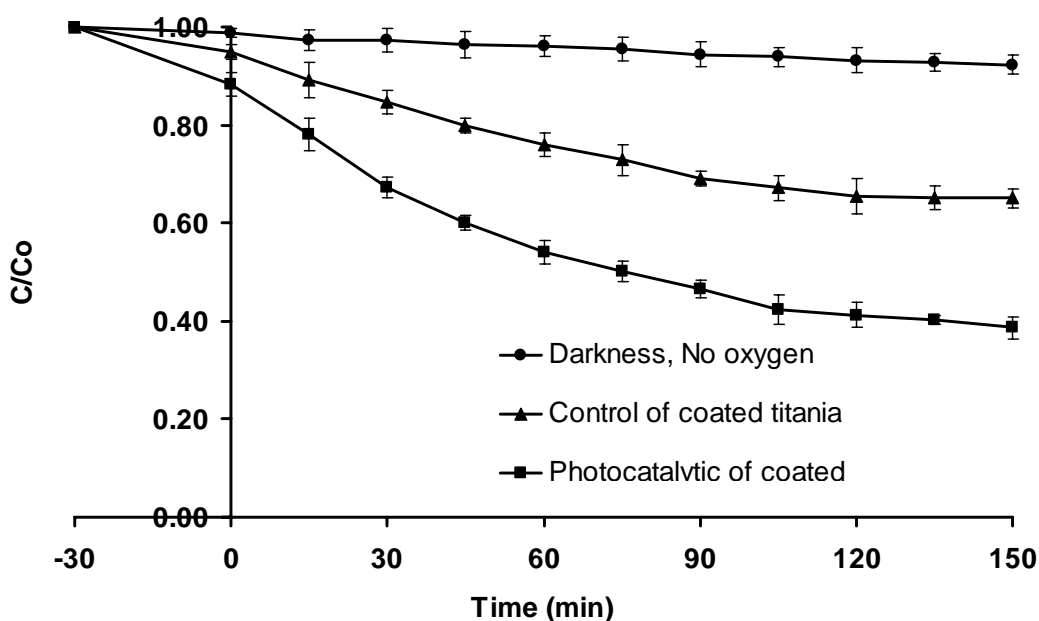 1.00
0.80
0.60
0.40
0.20
0.00
C/Co
Darkness, No oxygen
Control of coated titania
Photocatalytic of coated
-30 0 30 60 90 120 150
Time (min)